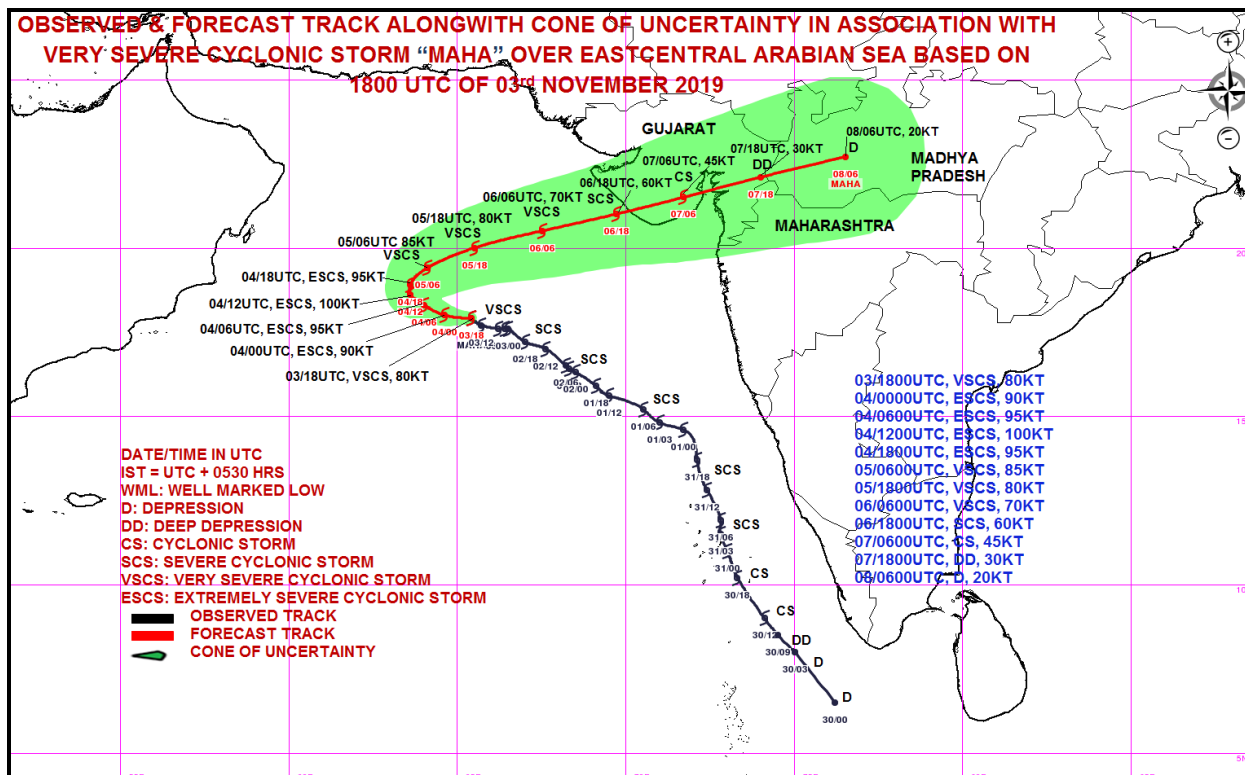 OBSERVED & FORECAST TRACK ALONGWITH CONE OF UNCERTAINTY IN ASSOCIATION WITH
VERY SEVERE CYCLONIC STORM “MAHA” OVER EASTCENTRAL ARABIAN SEA BASED ON
1800 UTC OF 03rd NOVEMBER 2019
GUJARAT
08/06UTC, 20KT
D
07/18UTC, 30KT
DD
07/06UTC, 45KT
CS
06/18UTC, 60KT
SCS
06/06UTC, 70KT
VSCS
05/18UTC, 80KT
VSCS
05/06UTC 85KT
VSCS
MADHYA
PRADESH
MAHARASHTRA
08/06
MAHA
07/18
07/06
06/18
06/06
05/18
05/06
04/18
04/12
04/06
04/00
03/18
04/18UTC, ESCS, 95KT
04/12UTC, ESCS, 100KT
04/06UTC, ESCS, 95KT
04/00UTC, ESCS, 90KT
03/18UTC, VSCS, 80KT
VSCS
03/12
03/00
SCS
02/18
02/12
SCS
02/06
02/00
01/18
01/12
SCS
01/06
01/03
01/00
31/18
SCS
31/12
SCS
31/06
31/03
31/00
CS
30/18
CS
30/12
DD
30/09
D
30/03
D
30/00
03/1800UTC, VSCS, 80KT
04/0000UTC, ESCS, 90KT
04/0600UTC, ESCS, 95KT
04/1200UTC, ESCS, 100KT
04/1800UTC, ESCS, 95KT
05/0600UTC, VSCS, 85KT
05/1800UTC, VSCS, 80KT
06/0600UTC, VSCS, 70KT
06/1800UTC, SCS, 60KT
07/0600UTC, CS, 45KT
07/1800UTC, DD, 30KT
08/0600UTC, D, 20KT
DATE/TIME IN UTC
IST = UTC + 0530 HRS
WML: WELL MARKED LOW
D: DEPRESSION
DD: DEEP DEPRESSION
CS: CYCLONIC STORM
SCS: SEVERE CYCLONIC STORM
VSCS: VERY SEVERE CYCLONIC STORM
ESCS: EXTREMELY SEVERE CYCLONIC STORM
OBSERVED TRACK
FORECAST TRACK
CONE OF UNCERTAINTY
20
15
10
5N